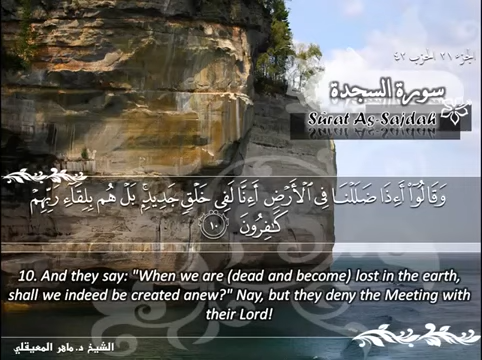 الجزء ٢١ الحزب ٤٢
سورة السجدة
Sûrat As Sajdah
وَقَالُوٓا۟ أَءِذَا ضَلَلْنَا فِى ٱلْأَرْضِ أَءِنَّا لَفِى خَلْقٍ جَدِيدٍۭ ۚ بَلْ هُم بِلِقَآءِ رَبِّهِمْ
كَـٰفِرُونَ ١٠
10. And they say: "When we are (dead and become) lost in the earth,
shall we indeed be created anew?" Nay, but they deny the Meeting with
their Lord!
الشيخ د. ماهر المعيقلي